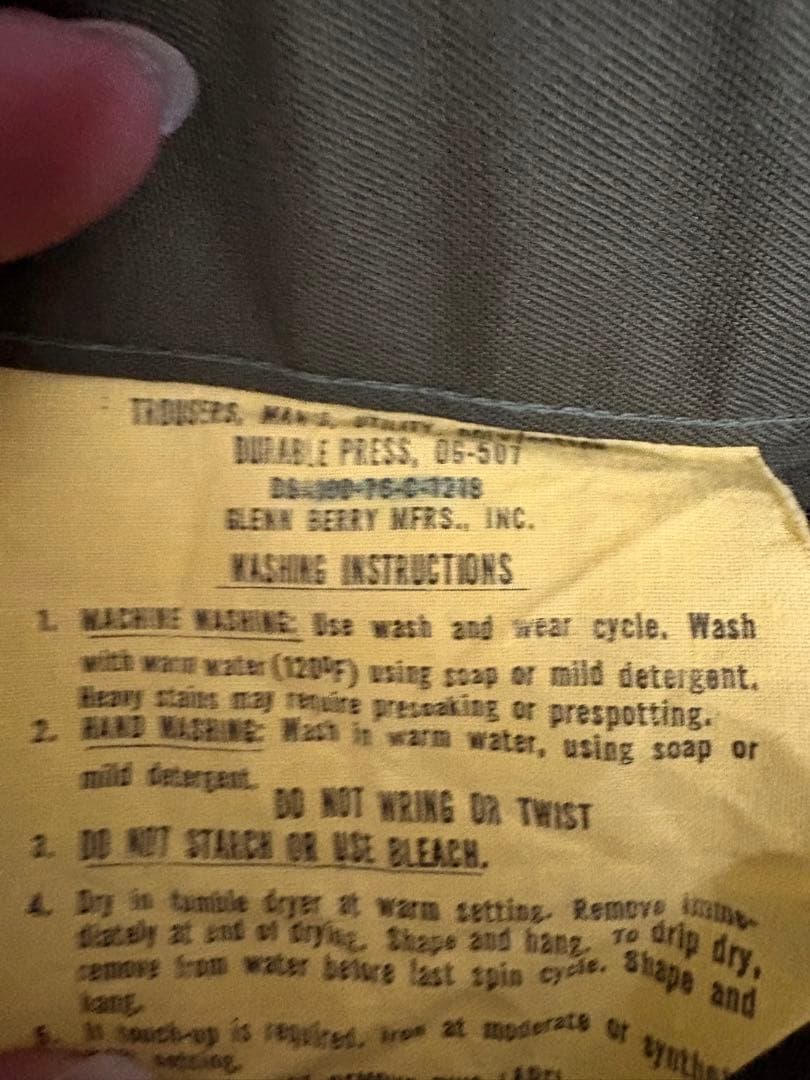 TROUSERS, MAN'S, UTILITY,
DURABLE PRESS, OG-507
GLENN BERRY MFRS., INC.
WASHING INSTRUCTIONS
1. MACHINE WASHING: Use wash and wear cycle. Wash
with warm water (120°F) using soap or mild detergent.
Heavy stains may require presoaking or prespotting.
2. HAND WASHING: Wash in warm water, using soap or
mild detergent.
DO NOT WRING OR TWIST
3. DO NOT STARCH OR USE BLEACH.
4. Dry in tumble dryer at warm setting. Remove imme-
diately at end of drying. Shape and hang. To drip dry,
remove from water before last spin cycle. Shape and
hang.
5. If touch-up is required, iron at moderate or synthe
setting.